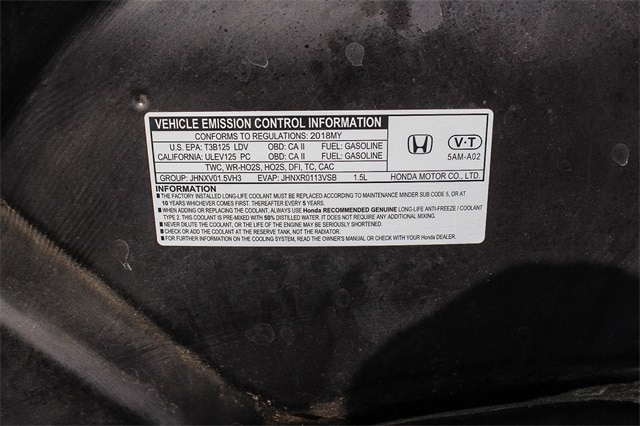 VEHICLE EMISSION CONTROL INFORMATION
CONFORMS TO REGULATIONS: 2018MY
U.S. EPA: T3B125 LDV OBD: CA II FUEL: GASOLINE
CALIFORNIA: ULEV125 PC OBD: CA II FUEL: GASOLINE
TWC, WR-HO2S, HO2S, DFI, TC, CAC
GROUP: JHNXV01.5VH3 EVAP: JHNXR0113VSB 1.5L
V·T
5AM-A02
HONDA MOTOR CO., LTD.
INFORMATION
■ THE FACTORY INSTALLED LONG-LIFE COOLANT MUST BE REPLACED ACCORDING TO MAINTENANCE MINDER SUB CODE 5, OR AT
10 YEARS WHICHEVER COMES FIRST. THEREAFTER EVERY 5 YEARS.
■ WHEN ADDING OR REPLACING COOLANT, ALWAYS USE Honda RECOMMENDED GENUINE LONG-LIFE ANTI-FREEZE / COOLANT
TYPE 2. THIS COOLANT IS PRE-MIXED WITH 50% DISTILLED WATER. IT DOES NOT REQUIRE ANY ADDITIONAL MIXING.
■ NEVER DILUTE THE COOLANT, OR THE LIFE OF THE ENGINE MAY BE SERIOUSLY SHORTENED.
■ CHECK OR ADD THE COOLANT AT THE RESERVE TANK, NOT THE RADIATOR.
■ FOR FURTHER INFORMATION ON THE COOLING SYSTEM, READ THE OWNER'S MANUAL OR CHECK WITH YOUR Honda DEALER.